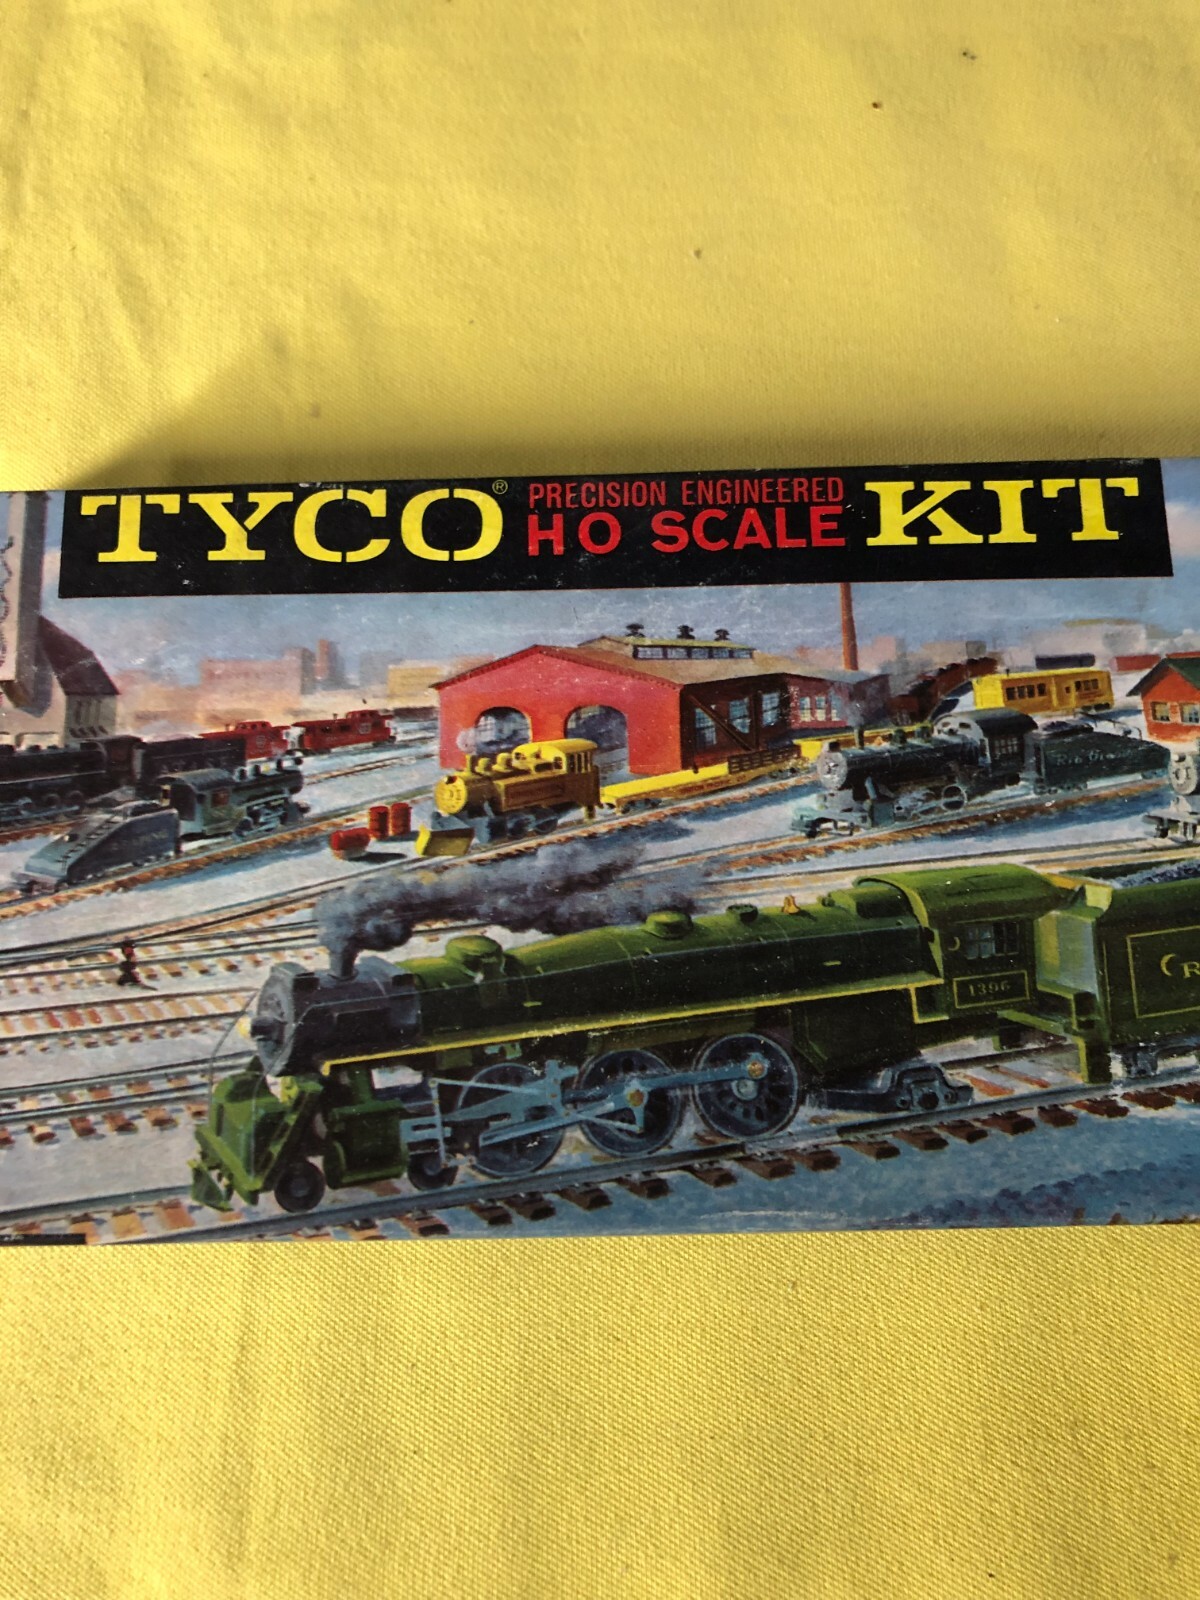 TYCO® PRECISION ENGINEERED
HO SCALE KIT
1396